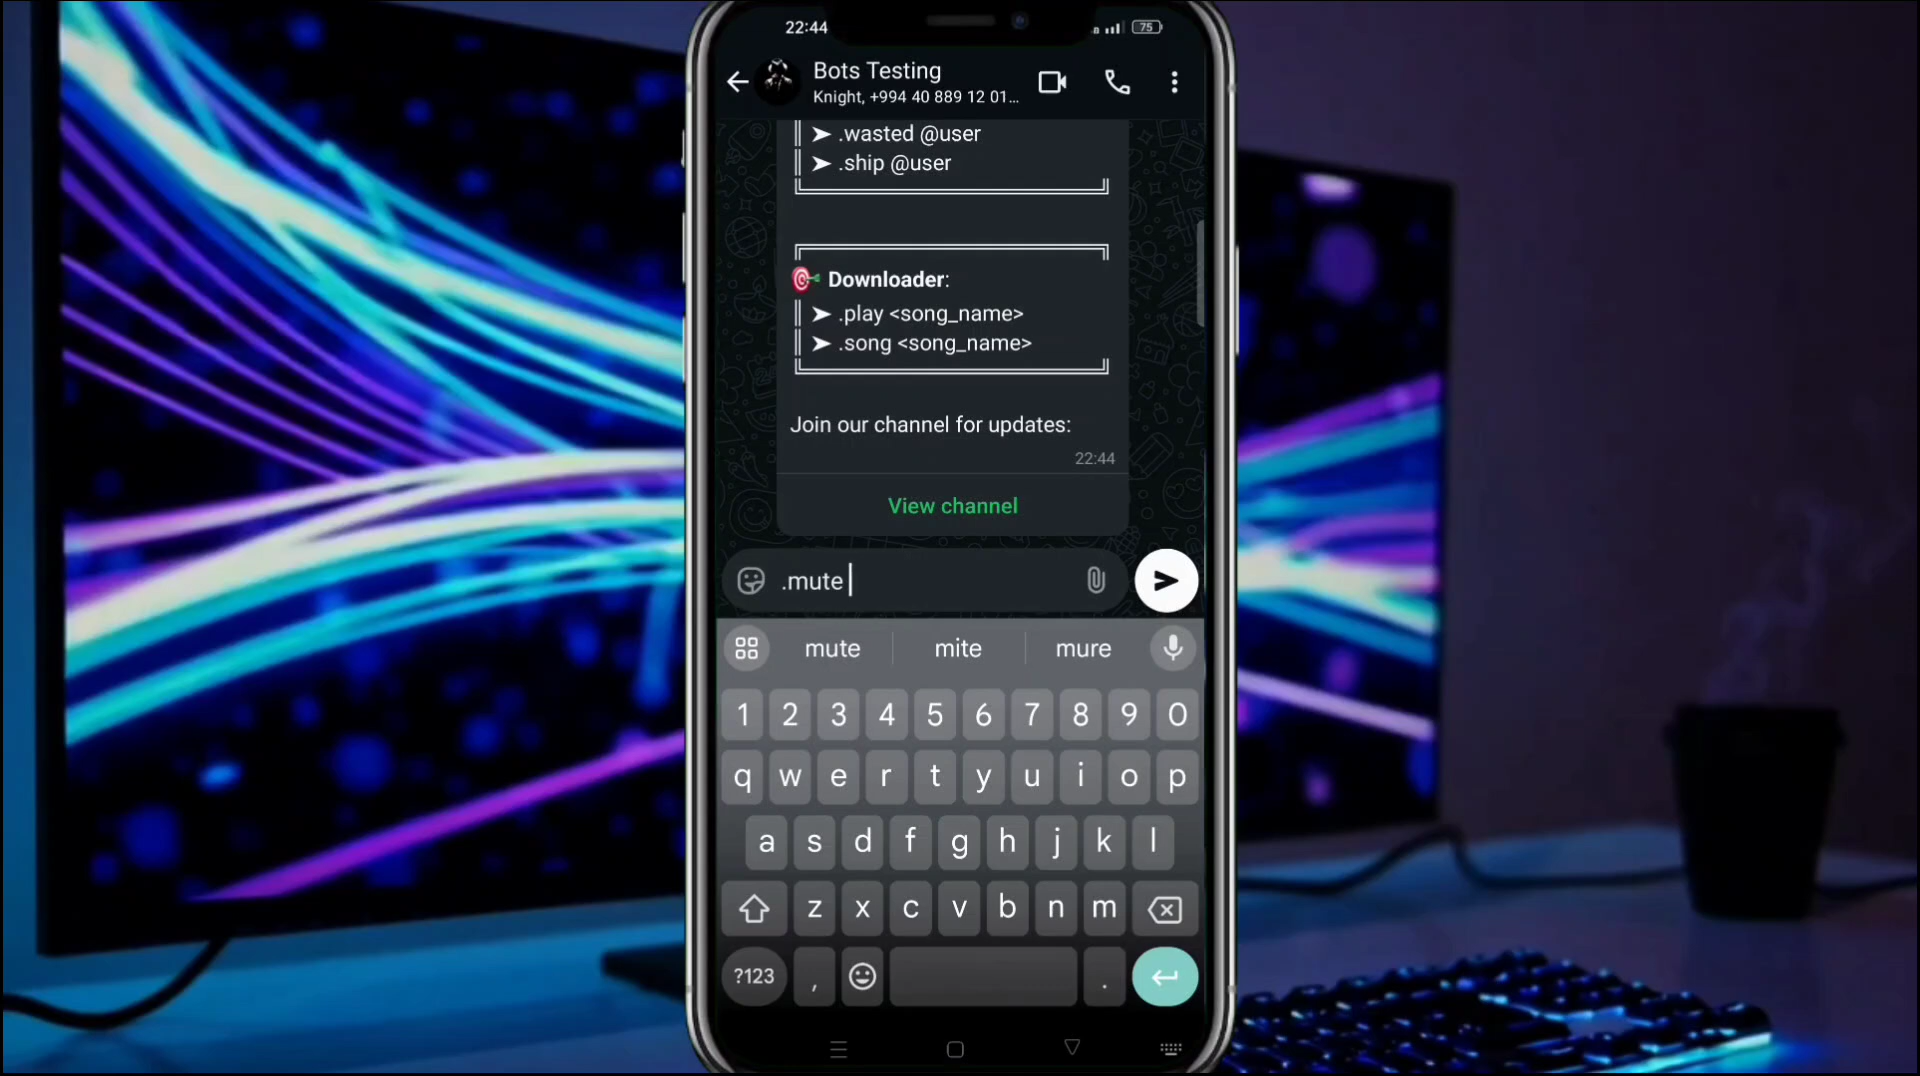 22:44
75
Bots Testing
Knight, +994 40 889 12 01...
➤ .wasted @user
➤ .ship @user
🎯 Downloader:
➤ .play <song_name>
➤ .song <song_name>
Join our channel for updates:
22:44
View channel
.mute
mute mite mure
1 2 3 4 5 6 7 8 9 0
q w e r t y u i o p
a s d f g h j k l
z x c v b n m
?123 , .